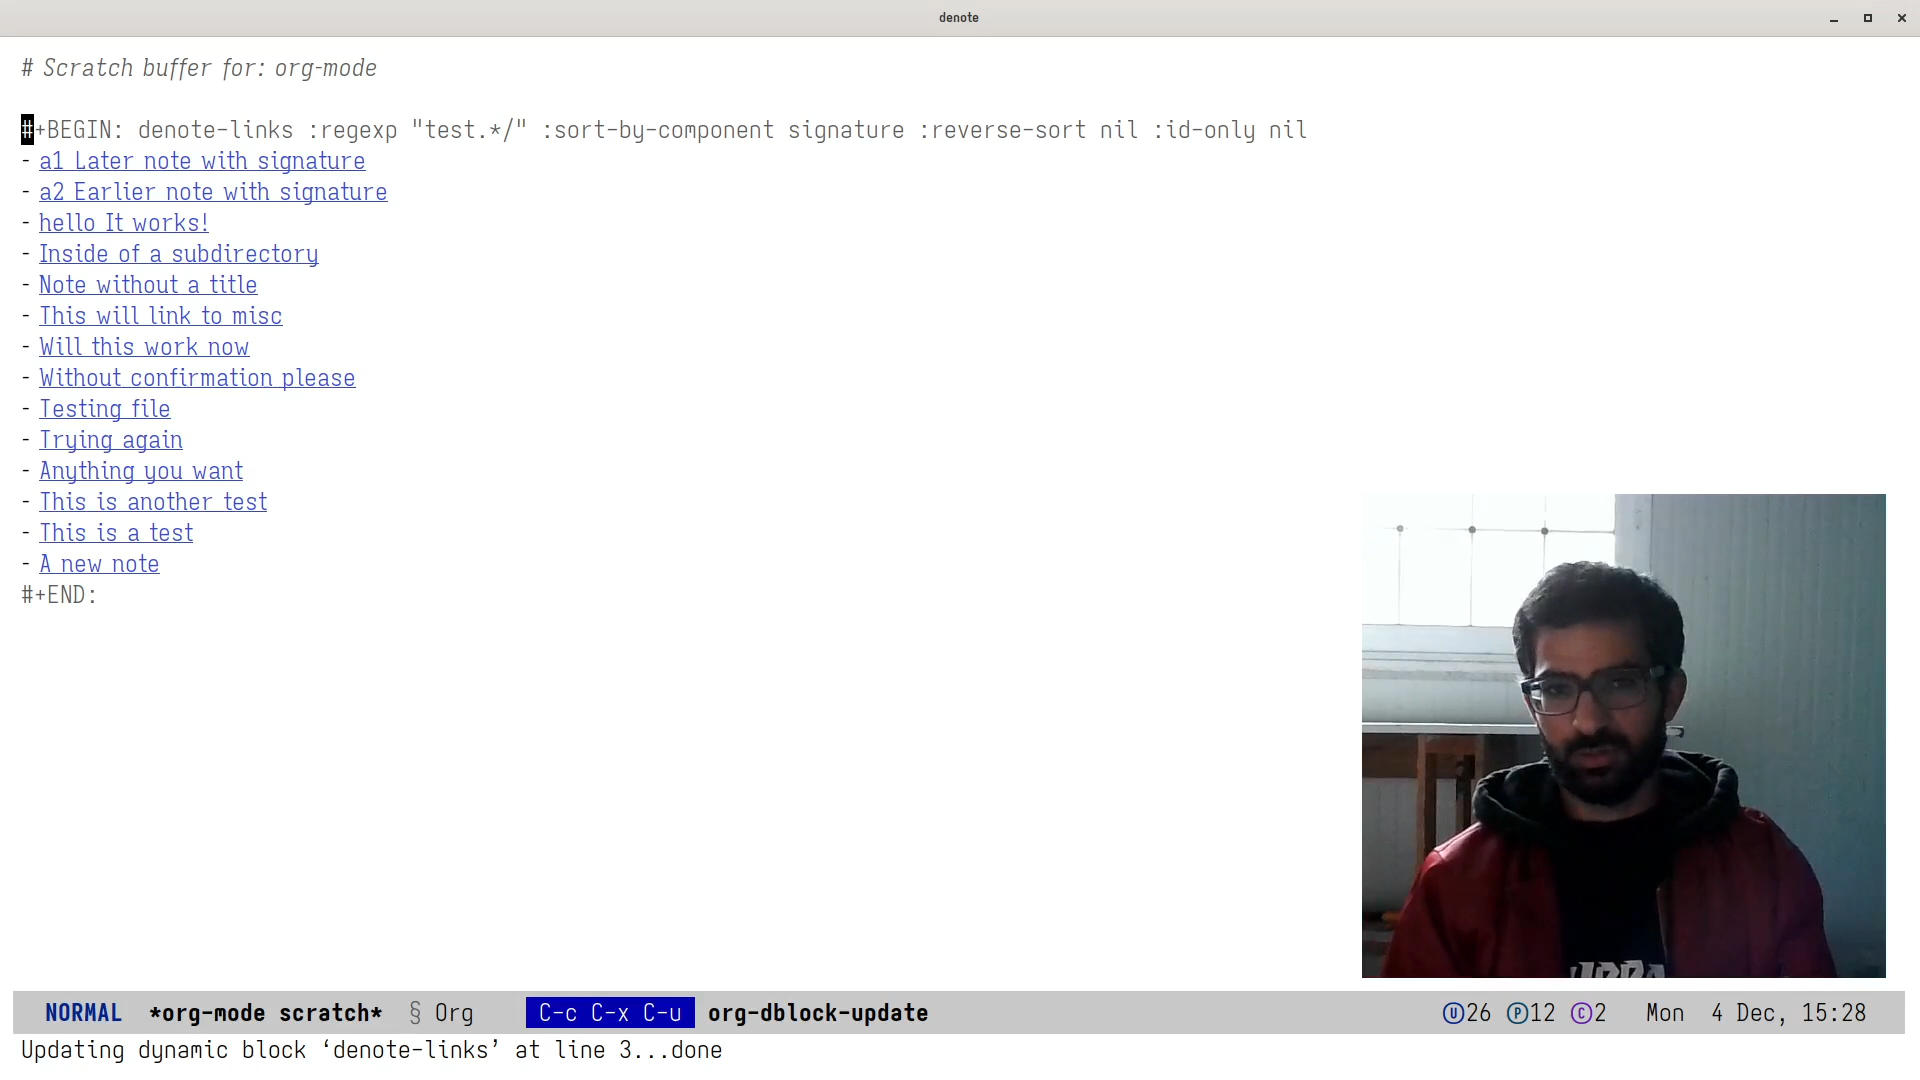 denote
# Scratch buffer for: org-mode
#+BEGIN: denote-links :regexp "test.*/" :sort-by-component signature :reverse-sort nil :id-only nil
- a1 Later note with signature
- a2 Earlier note with signature
- hello It works!
- Inside of a subdirectory
- Note without a title
- This will link to misc
- Will this work now
- Without confirmation please
- Testing file
- Trying again
- Anything you want
- This is another test
- This is a test
- A new note
#+END:
NORMAL *org-mode scratch* § Org C-c C-x C-u org-dblock-update U26 P12 C2 Mon 4 Dec, 15:28
Updating dynamic block ‘denote-links’ at line 3...done